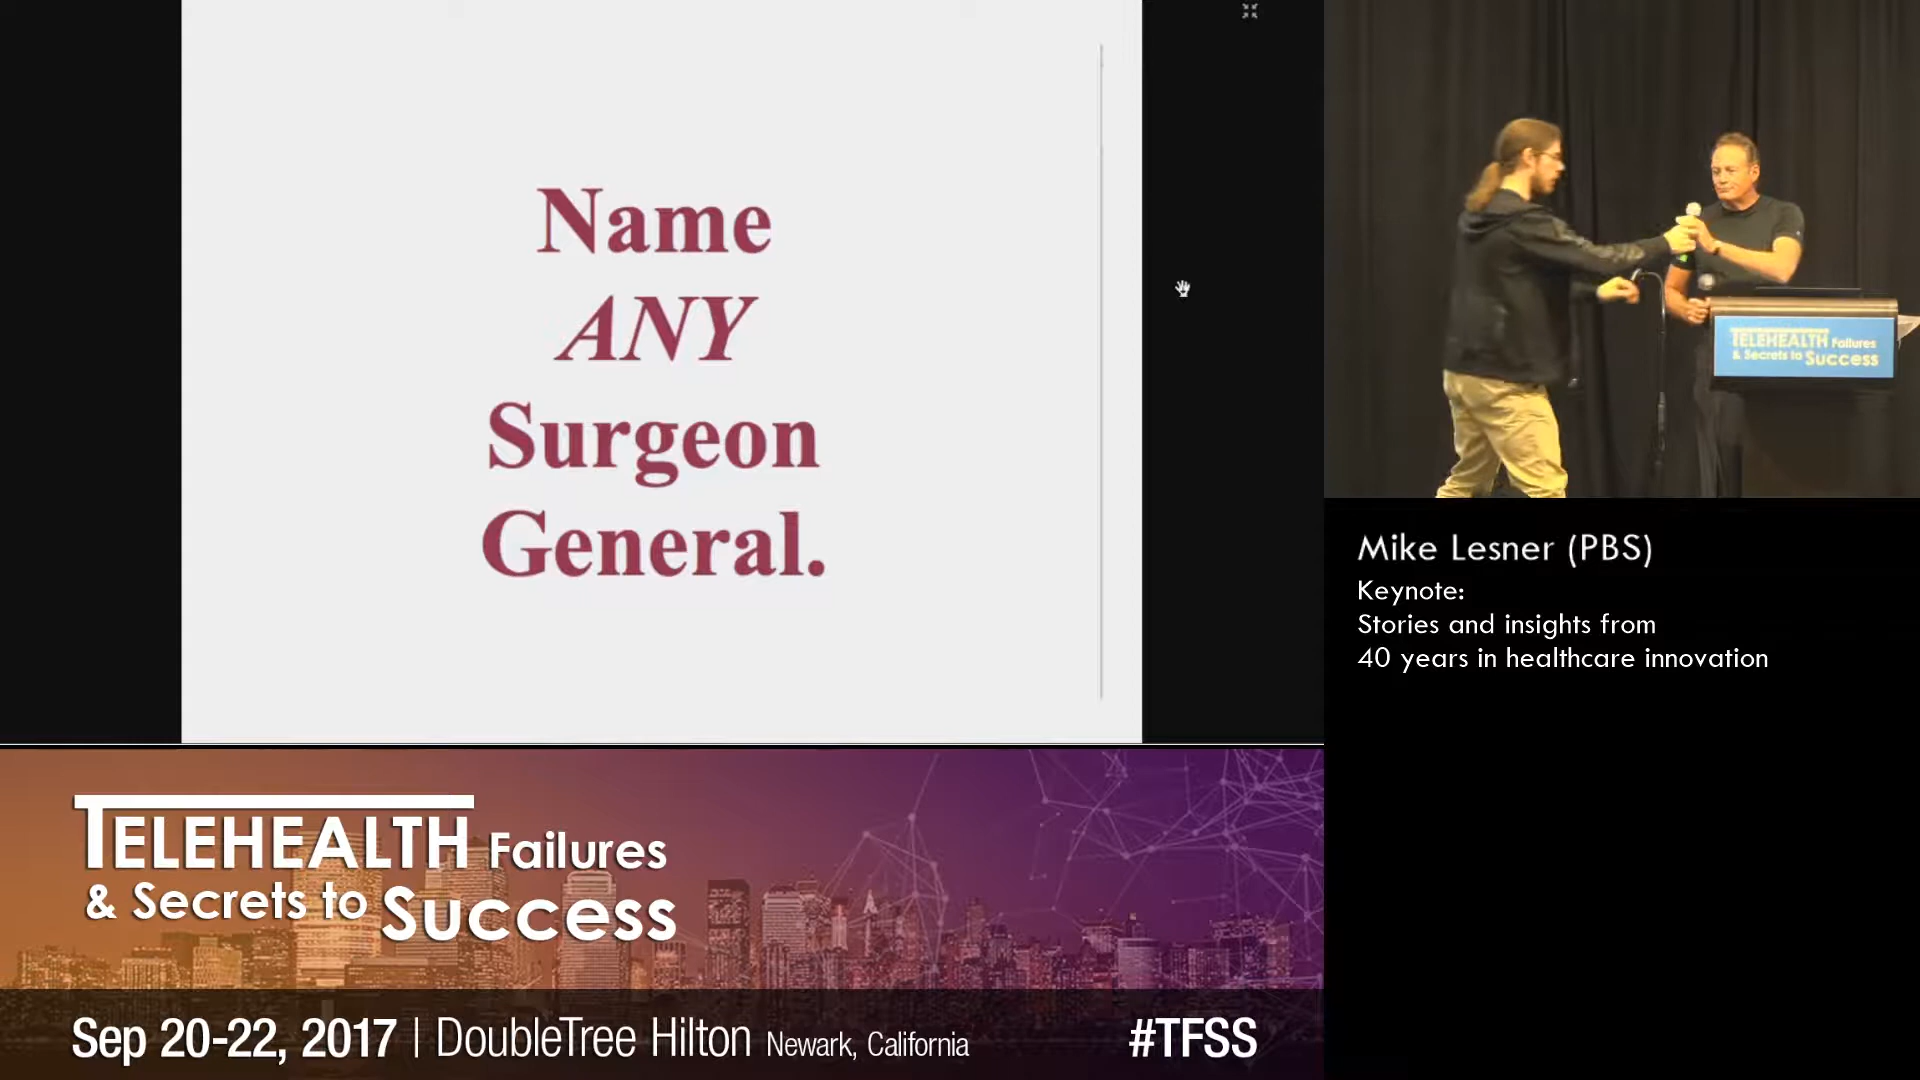 Name
ANY
Surgeon
General.
TELEHEALTH Failures
& Secrets to Success
Mike Lesner (PBS)
Keynote:
Stories and insights from
40 years in healthcare innovation
TELEHEALTH Failures
& Secrets to Success
Sep 20-22, 2017 | DoubleTree Hilton Newark, California
#TFSS